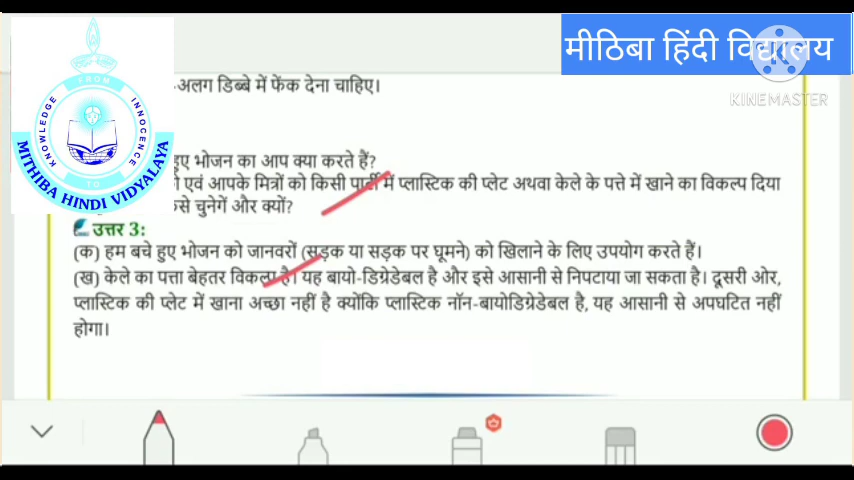 मीठिबा हिंदी विद्यालय
KINEMASTER
FROM
KNOWLEDGE
INNOCENCE
TO
MITHIBA HINDI VIDYALAYA
-अलग डिब्बे में फेंक देना चाहिए।
हुए भोजन का आप क्या करते हैं?
एवं आपके मित्रों को किसी पार्टी में प्लास्टिक की प्लेट अथवा केले के पत्ते में खाने का विकल्प दिया
चुनेगें और क्यों?
उत्तर 3:
(क) हम बचे हुए भोजन को जानवरों (सड़क या सड़क पर घूमने) को खिलाने के लिए उपयोग करते हैं।
(ख) केले का पत्ता बेहतर विकल्प है। यह बायो-डिग्रेडेबल है और इसे आसानी से निपटाया जा सकता है। दूसरी ओर,
प्लास्टिक की प्लेट में खाना अच्छा नहीं है क्योंकि प्लास्टिक नॉन-बायोडिग्रेडेबल है, यह आसानी से अपघटित नहीं
होगा।